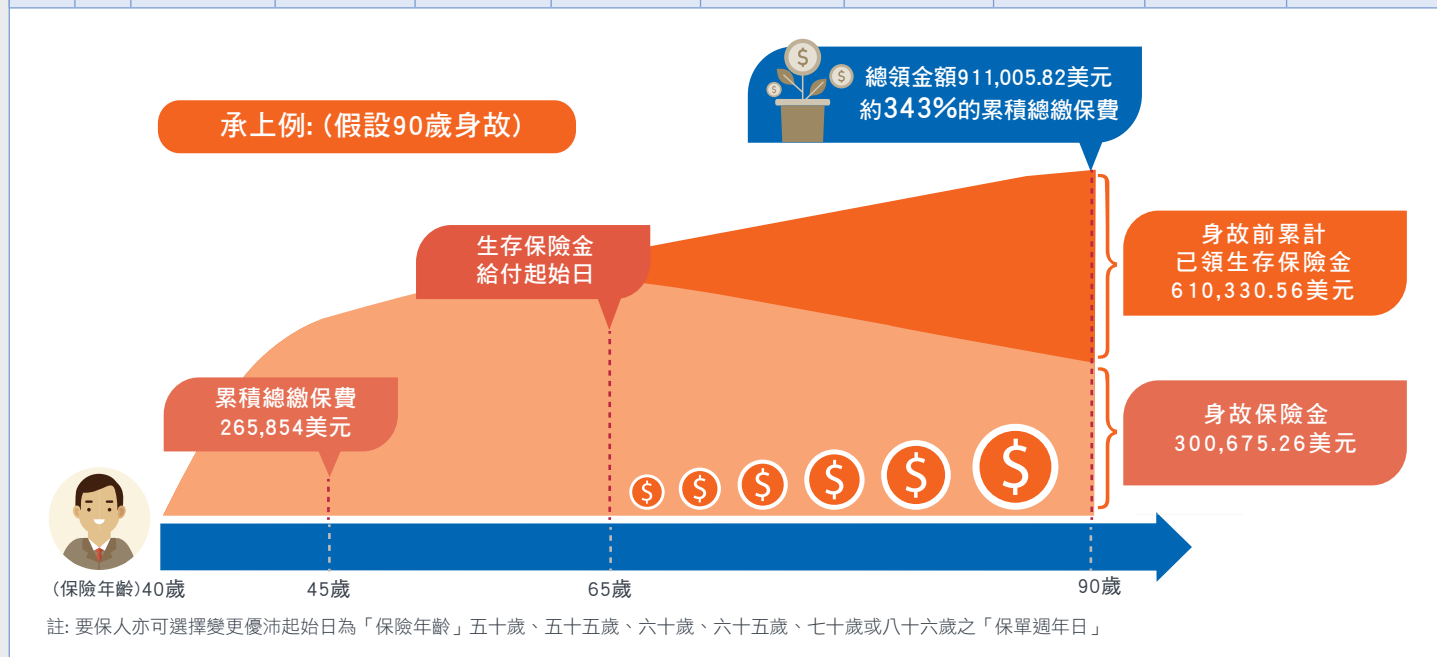 總領金額911,005.82美元
約343%的累積總繳保費
承上例: (假設90歲身故)
生存保險金
給付起始日
身故前累計
已領生存保險金
610,330.56美元
累積總繳保費
265,854美元
身故保險金
300,675.26美元
(保險年齡)40歲
45歲
65歲
90歲
註: 要保人亦可選擇變更優沛起始日為「保險年齡」五十歲、五十五歲、六十歲、六十五歲、七十歲或八十六歲之「保單週年日」